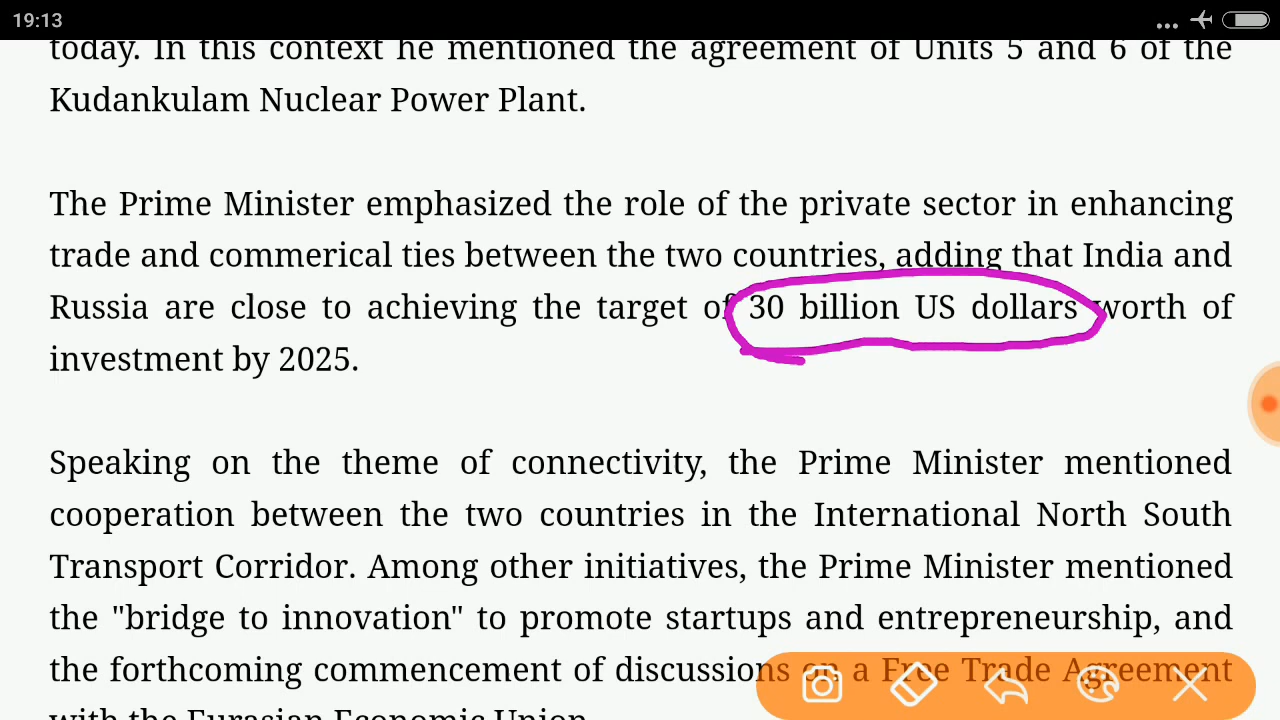 19:13
today. In this context he mentioned the agreement of Units 5 and 6 of the
Kudankulam Nuclear Power Plant.
The Prime Minister emphasized the role of the private sector in enhancing
trade and commerical ties between the two countries, adding that India and
Russia are close to achieving the target of 30 billion US dollars worth of
investment by 2025.
Speaking on the theme of connectivity, the Prime Minister mentioned
cooperation between the two countries in the International North South
Transport Corridor. Among other initiatives, the Prime Minister mentioned
the "bridge to innovation" to promote startups and entrepreneurship, and
the forthcoming commencement of discussions on a Free Trade Agreement
with the Eurasian Economic Union